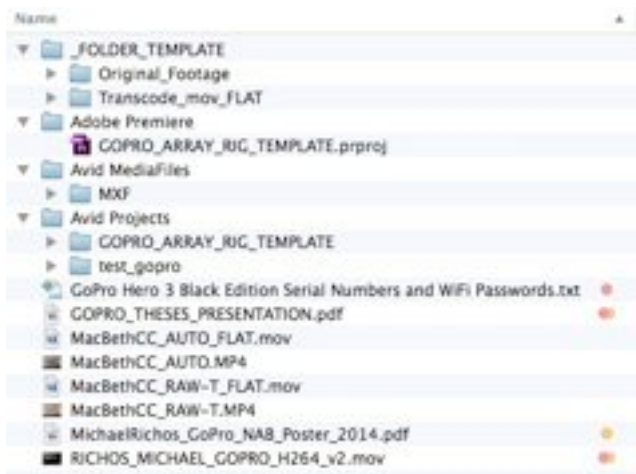 Name
_FOLDER_TEMPLATE
Original_Footage
Transcode_mov_FLAT
Adobe Premiere
GOPRO_ARRAY_RIG_TEMPLATE.prproj
Avid MediaFiles
MXF
Avid Projects
GOPRO_ARRAY_RIG_TEMPLATE
test_gopro
GoPro Hero 3 Black Edition Serial Numbers and WiFi Passwords.txt
GOPRO_THESES_PRESENTATION.pdf
MacBethCC_AUTO_FLAT.mov
MacBethCC_AUTO.MP4
MacBethCC_RAW-T_FLAT.mov
MacBethCC_RAW-T.MP4
MichaelRichos_GoPro_NAB_Poster_2014.pdf
RICHOS_MICHAEL_GOPRO_H264_v2.mov